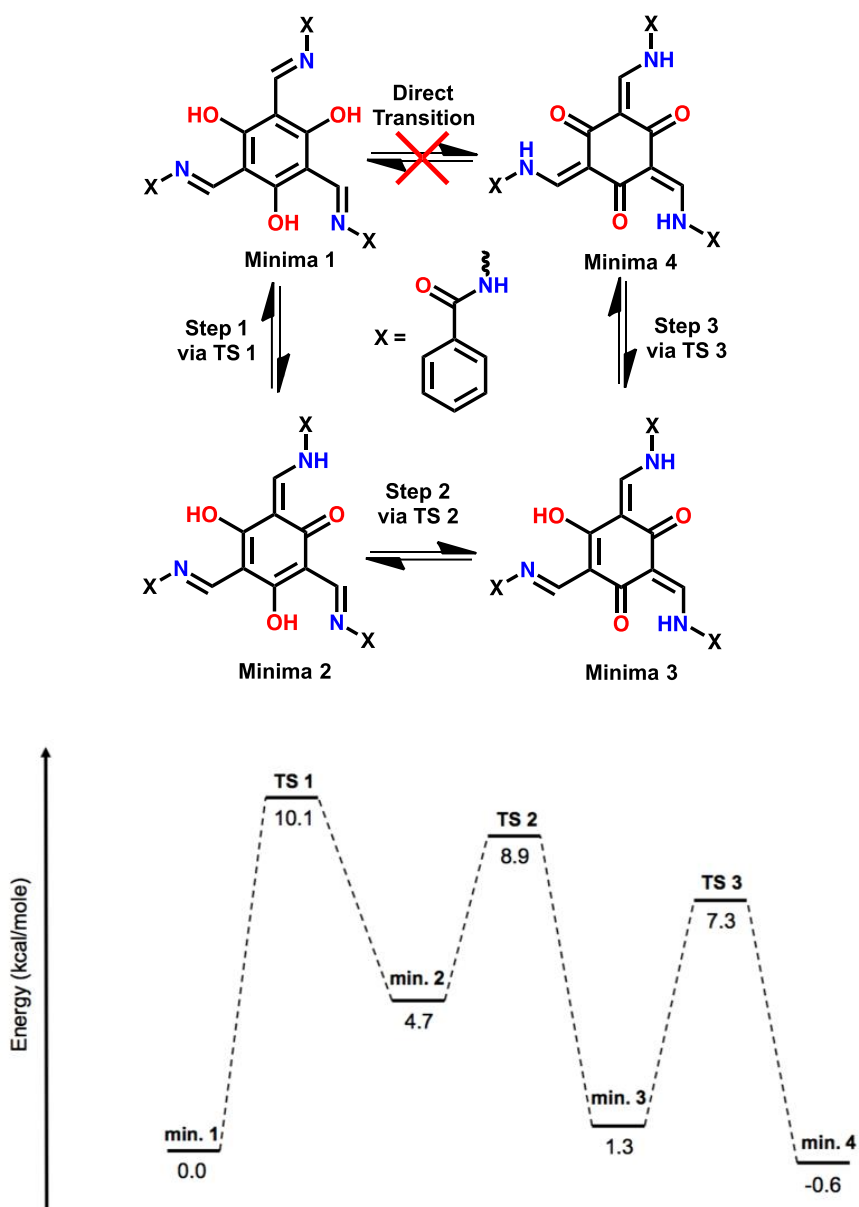 X
N
HO
OH
N
X
OH
N
X
Minima 1
Direct
Transition
X
NH
O
O
H
N
X
O
HN
X
Minima 4
Step 1
via TS 1
X =
O
NH
Step 3
via TS 3
X
NH
HO
O
N
X
OH
N
X
Minima 2
Step 2
via TS 2
X
NH
HO
O
N
X
O
HN
X
Minima 3
Energy (kcal/mole)
TS 1
10.1
TS 2
8.9
TS 3
7.3
min. 2
4.7
min. 3
1.3
min. 1
0.0
min. 4
-0.6